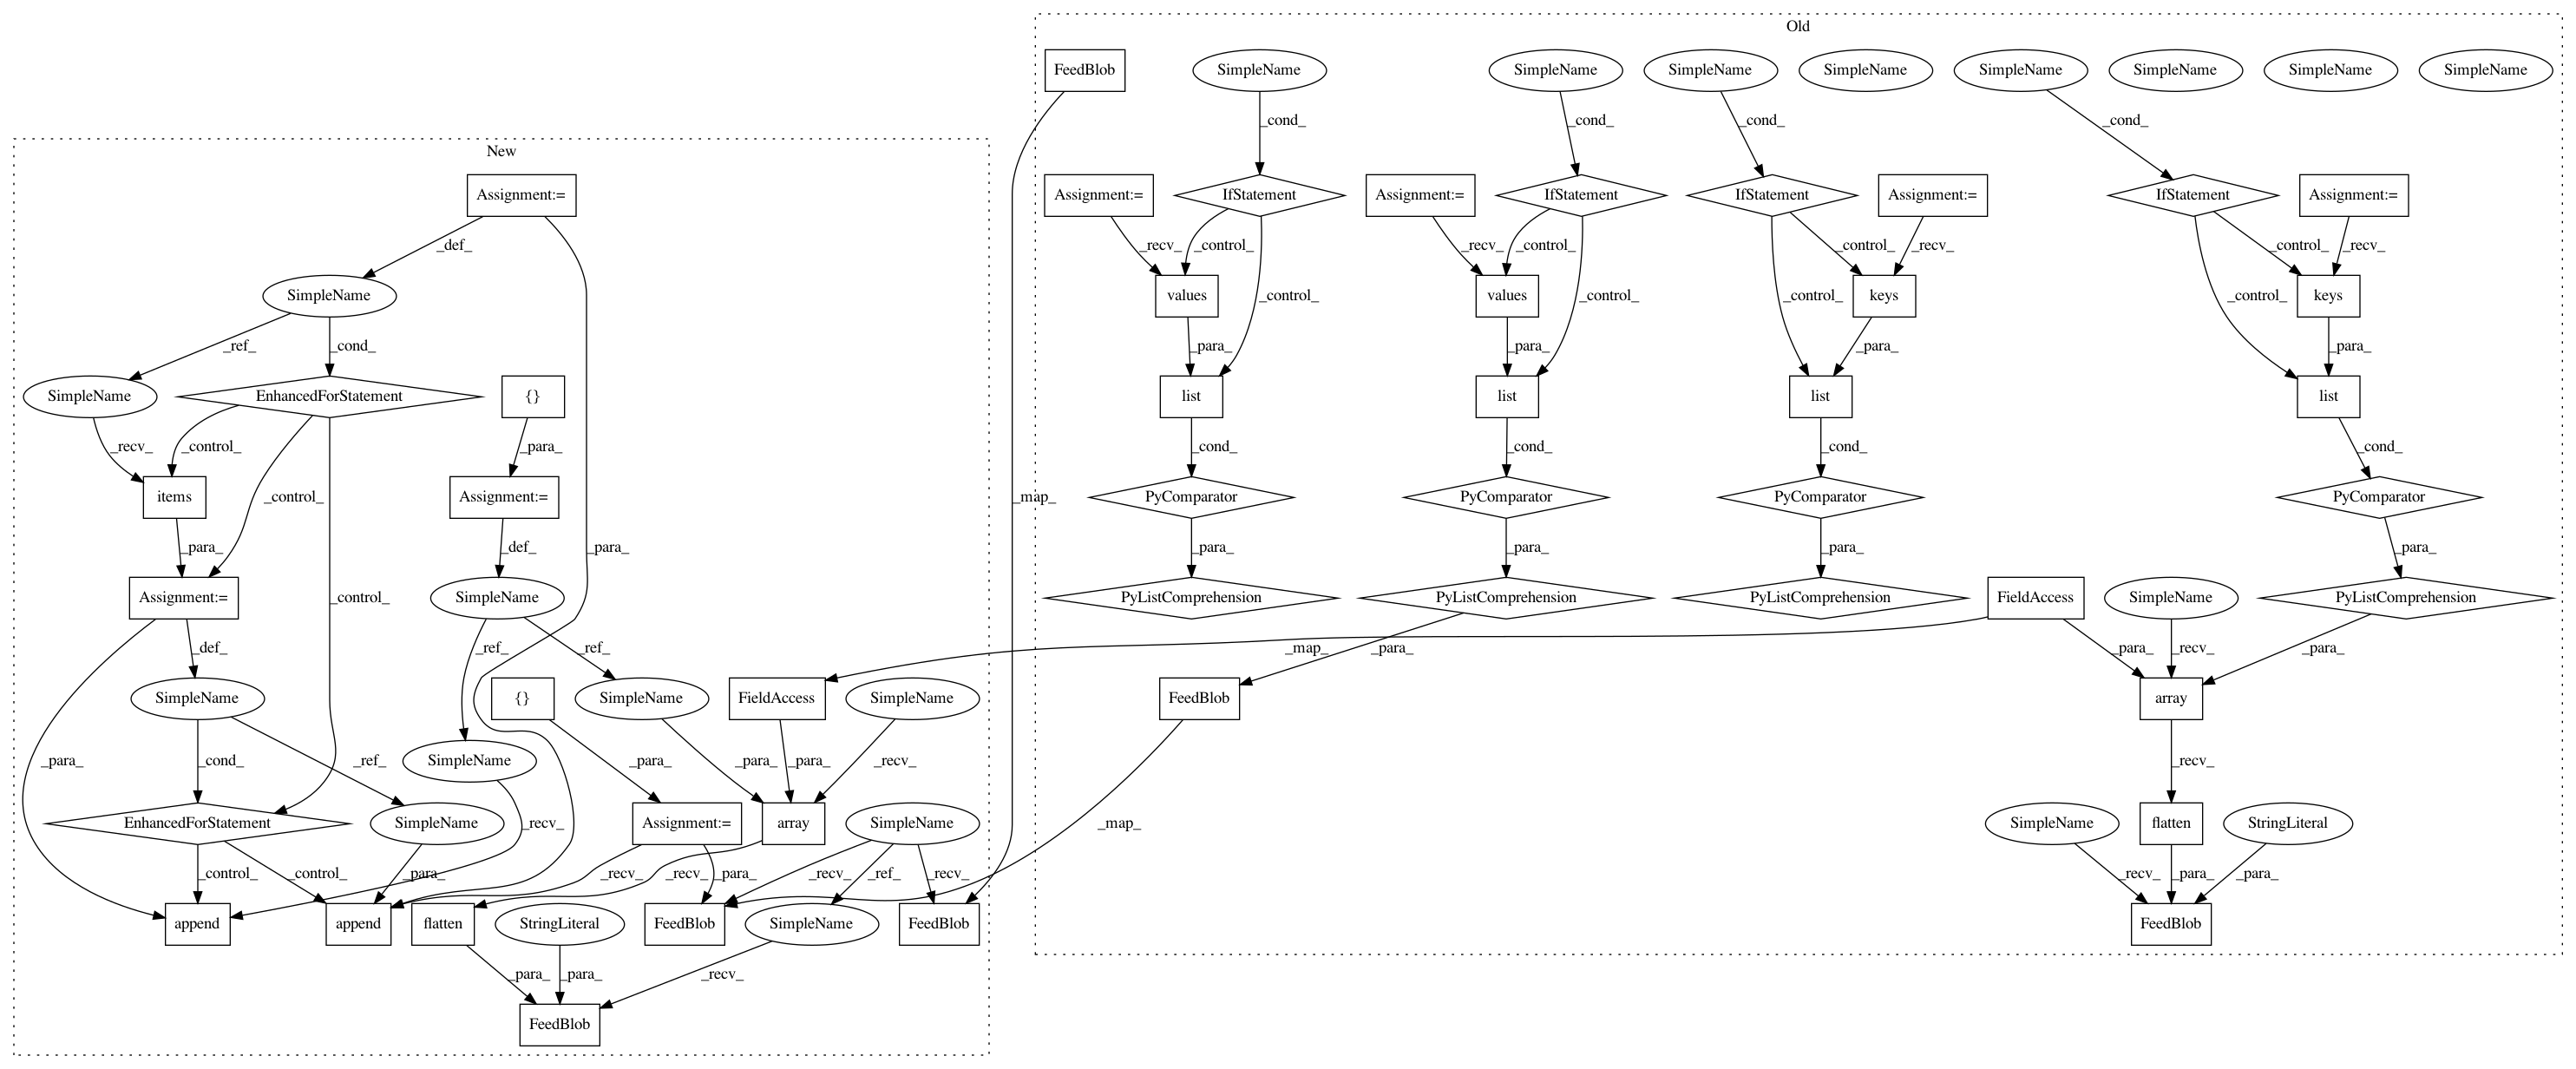 Old
FeedBlob
SimpleName
SimpleName
SimpleName
SimpleName
SimpleName
SimpleName
SimpleName
SimpleName
_cond_
_cond_
_cond_
_cond_
New
Assignment:=
Assignment:=
IfStatement
Assignment:=
IfStatement
IfStatement
Assignment:=
IfStatement
Assignment:=
_def_
_recv_
_control_
_recv_
_control_
_control_
_recv_
_control_
_recv_
SimpleName
values
_control_
values
_control_
_control_
keys
_control_
keys
_ref_
_cond_
_para_
_para_
_para_
_para_
SimpleName
EnhancedForStatement
{}
list
list
list
list
_recv_
_control_
_para_
_cond_
_cond_
_cond_
_cond_
items
_control_
Assignment:=
_map_
PyComparator
PyComparator
PyComparator
PyComparator
_para_
_def_
_para_
_para_
_para_
_para_
_para_
Assignment:=
_control_
SimpleName
PyListComprehension
PyListComprehension
PyListComprehension
FieldAccess
SimpleName
PyListComprehension
_def_
_ref_
_ref_
_map_
_para_
_para_
_recv_
_para_
SimpleName
{}
SimpleName
FieldAccess
SimpleName
FeedBlob
array
_para_
_cond_
_ref_
SimpleName
_para_
_para_
_para_
_recv_
_recv_
EnhancedForStatement
SimpleName
_recv_
Assignment:=
array
SimpleName
_map_
SimpleName
flatten
StringLiteral
_control_
_control_
_para_
_recv_
_para_
_recv_
_recv_
_ref_
_recv_
_recv_
_para_
_para_
append
append
flatten
StringLiteral
FeedBlob
SimpleName
FeedBlob
FeedBlob
_para_
_para_
_recv_
FeedBlob